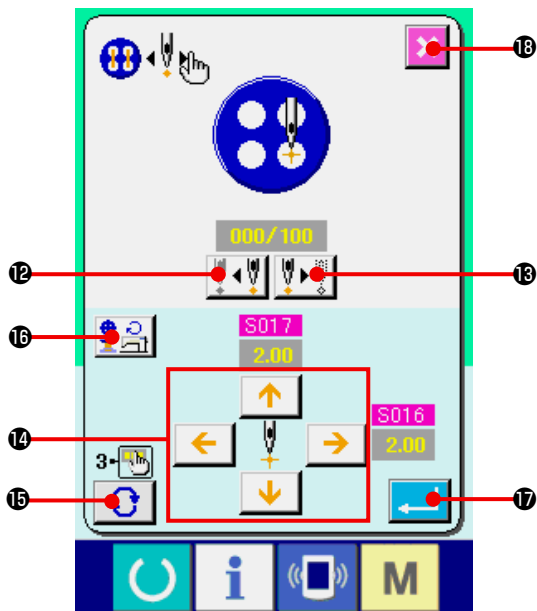 ⓲
000/100
⓬
⓭
⓰
S017
2.00
⓮
S016
2.00
3
⓯
⓱
i
M